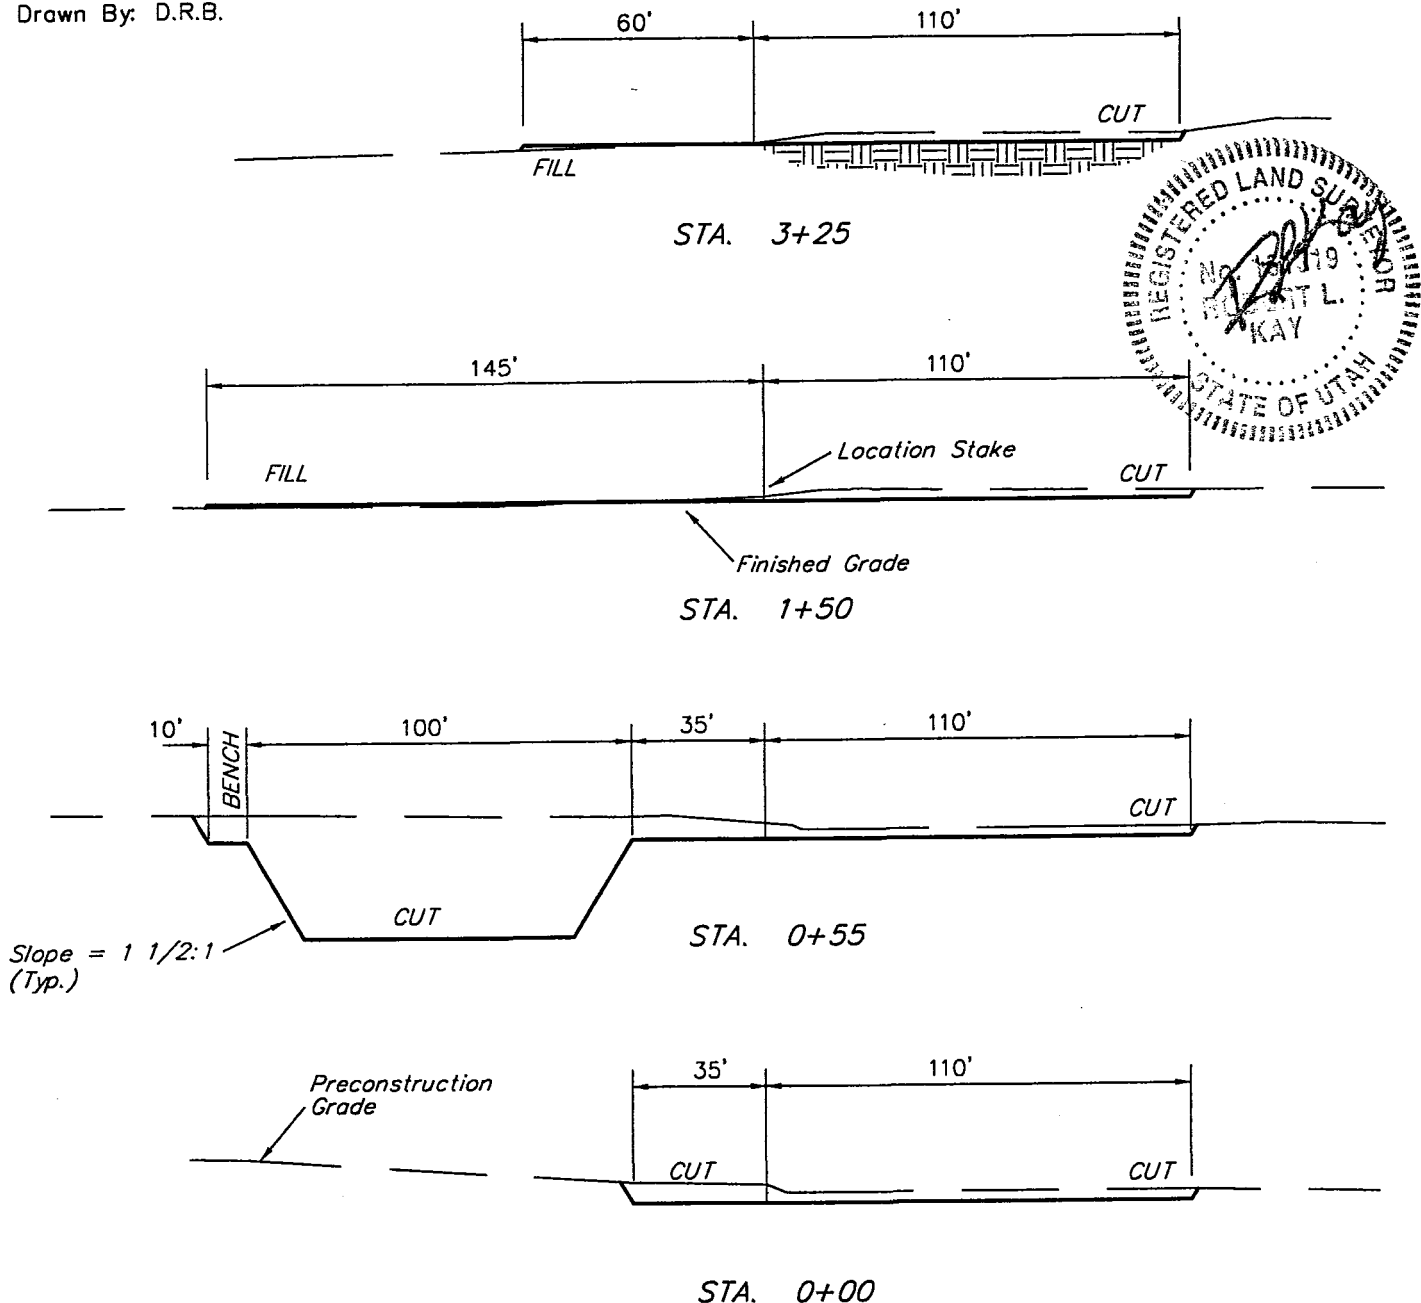 Drawn By: D.R.B.
60' 110'
CUT
FILL
STA. 3+25
REGISTERED LAND SURVEYOR
No.
L.
KAY
STATE OF UTAH
145' 110'
FILL
Location Stake
CUT
Finished Grade
STA. 1+50
10' 100' 35' 110'
BENCH
CUT
CUT
Slope = 1 1/2:1
(Typ.)
STA. 0+55
35' 110'
Preconstruction
Grade
CUT CUT
STA. 0+00